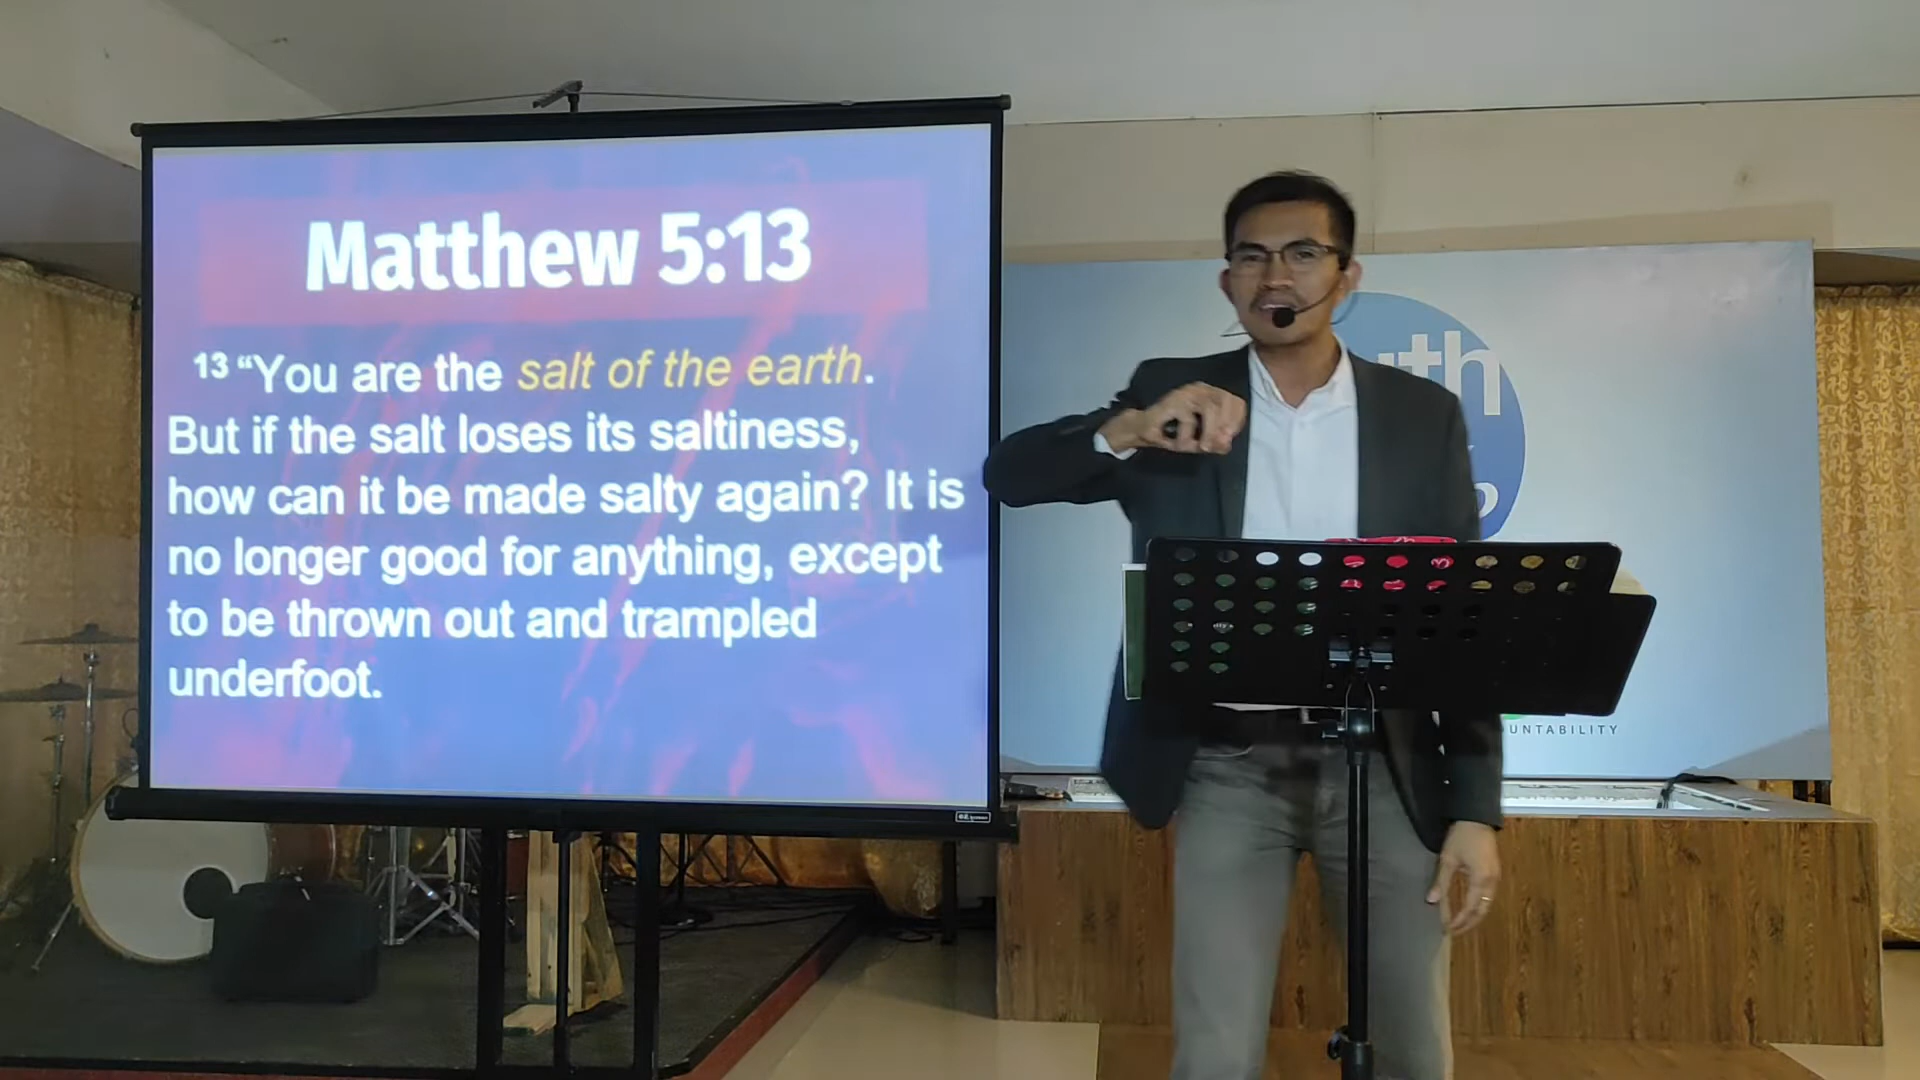 Matthew 5:13
13 “You are the salt of the earth.
But if the salt loses its saltiness,
how can it be made salty again? It is
no longer good for anything, except
to be thrown out and trampled
underfoot.
uth
UNTABILITY